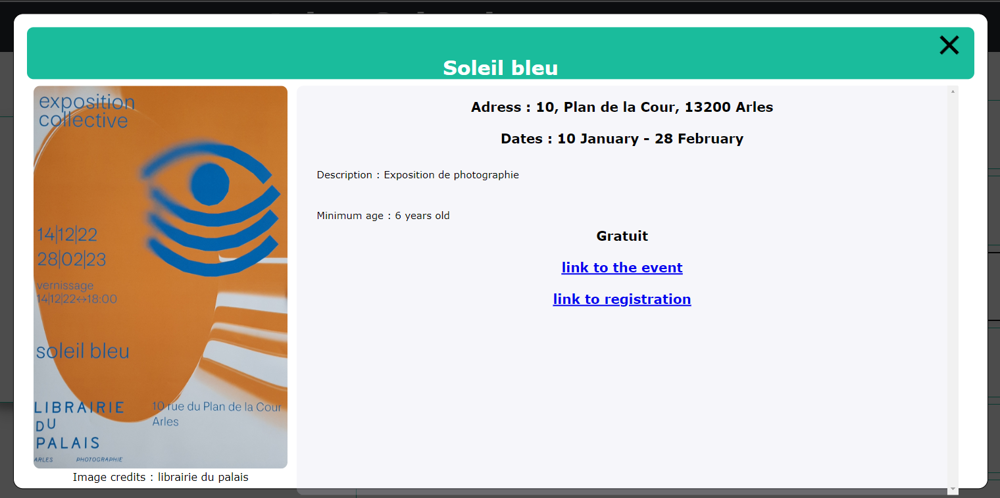 Soleil bleu
exposition
collective
14|12|22
28|02|23
vernissage
14|12|22↔18:00
soleil bleu
LIBRAIRIE
DU
PALAIS
ARLES PHOTOGRAPHIE
10 rue du Plan de la Cour
Arles
Image credits : librairie du palais
Adress : 10, Plan de la Cour, 13200 Arles
Dates : 10 January - 28 February
Description : Exposition de photographie
Minimum age : 6 years old
Gratuit
link to the event
link to registration